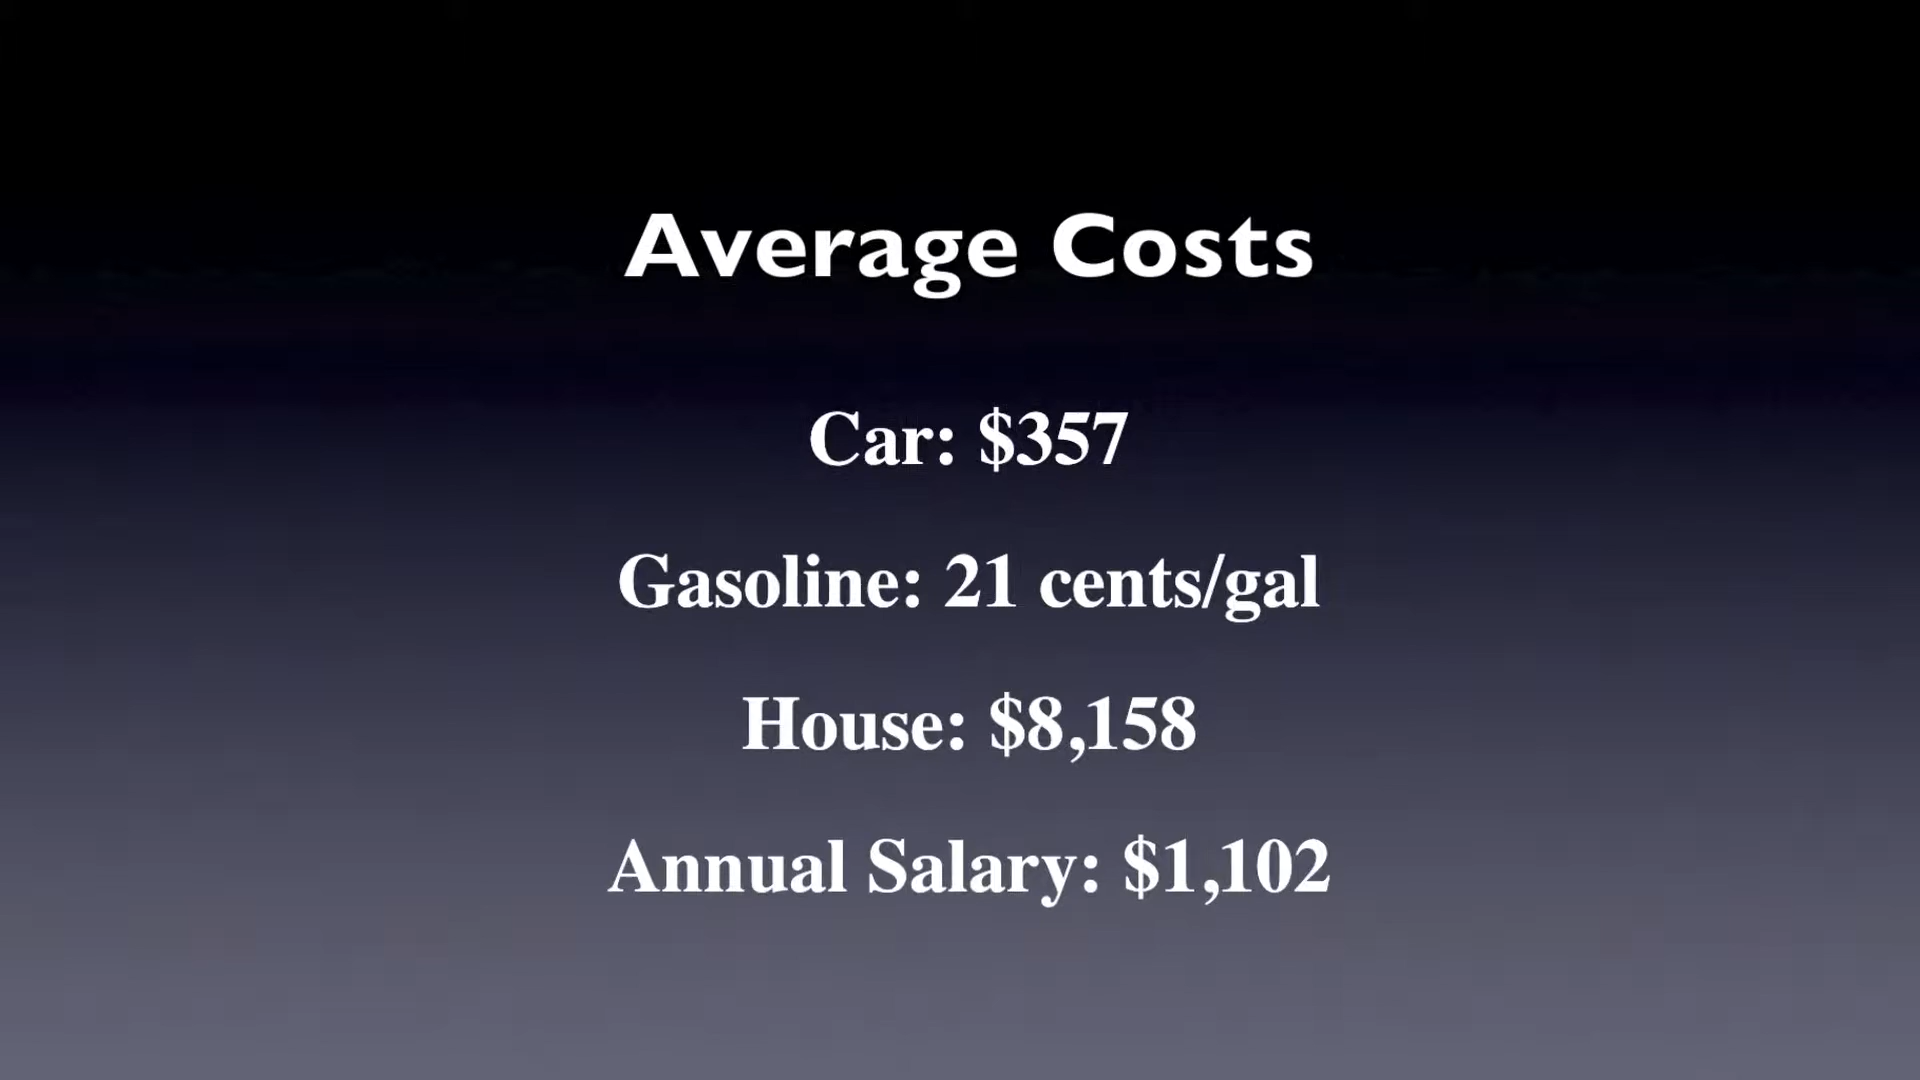 Average Costs
Car: $357
Gasoline: 21 cents/gal
House: $8,158
Annual Salary: $1,102